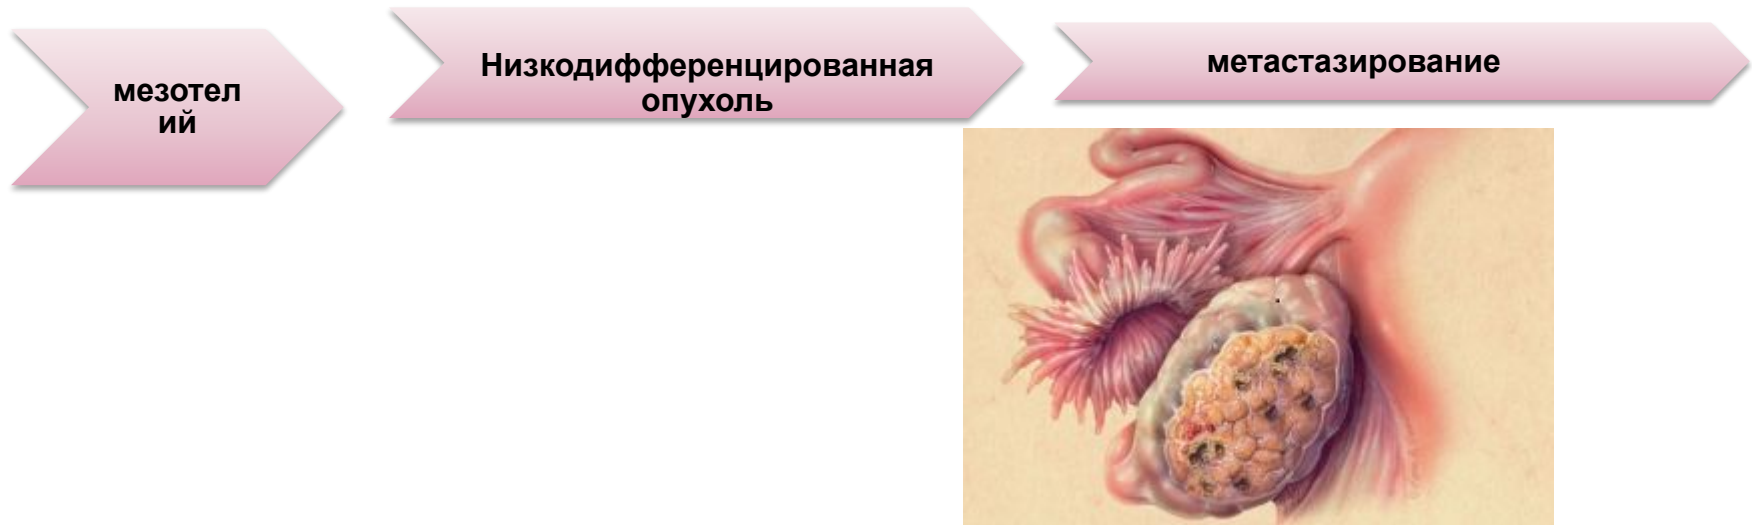 мезотел
ий
Низкодифференцированная
опухоль
метастазирование